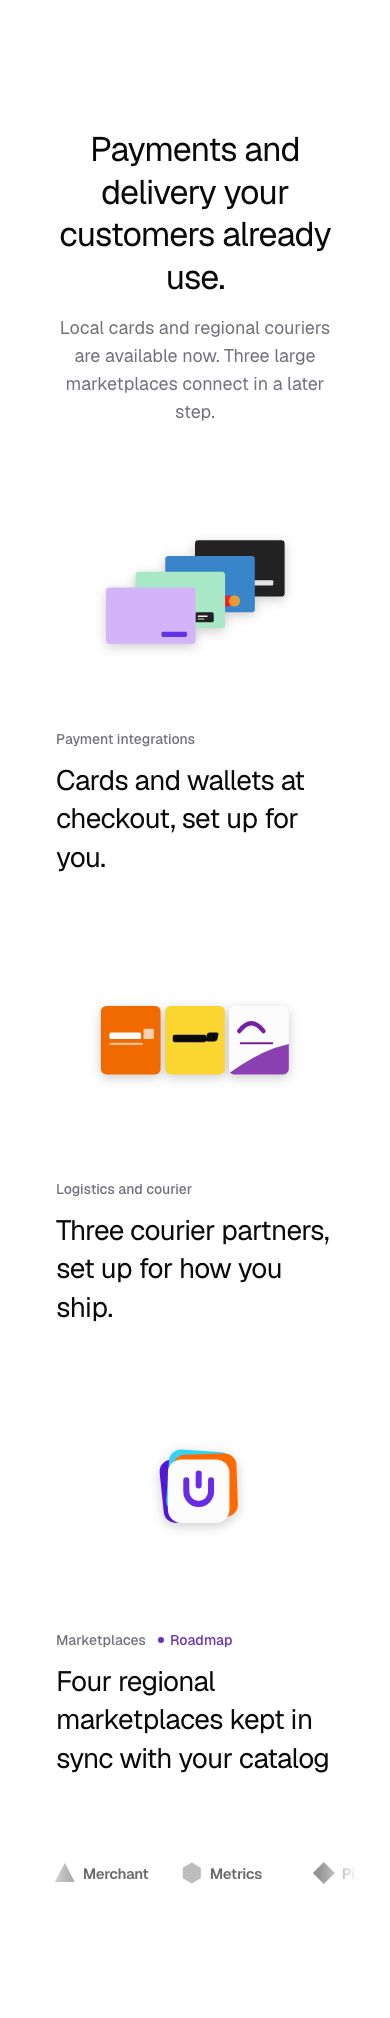 Payments and
delivery your
customers already
use.
Local cards and regional couriers
are available now. Three large
marketplaces connect in a later
step.
Payment integrations
Cards and wallets at
checkout, set up for
you.
Logistics and courier
Three courier partners,
set up for how you
ship.
Marketplaces • Roadmap
Four regional
marketplaces kept in
sync with your catalog
Merchant Metrics